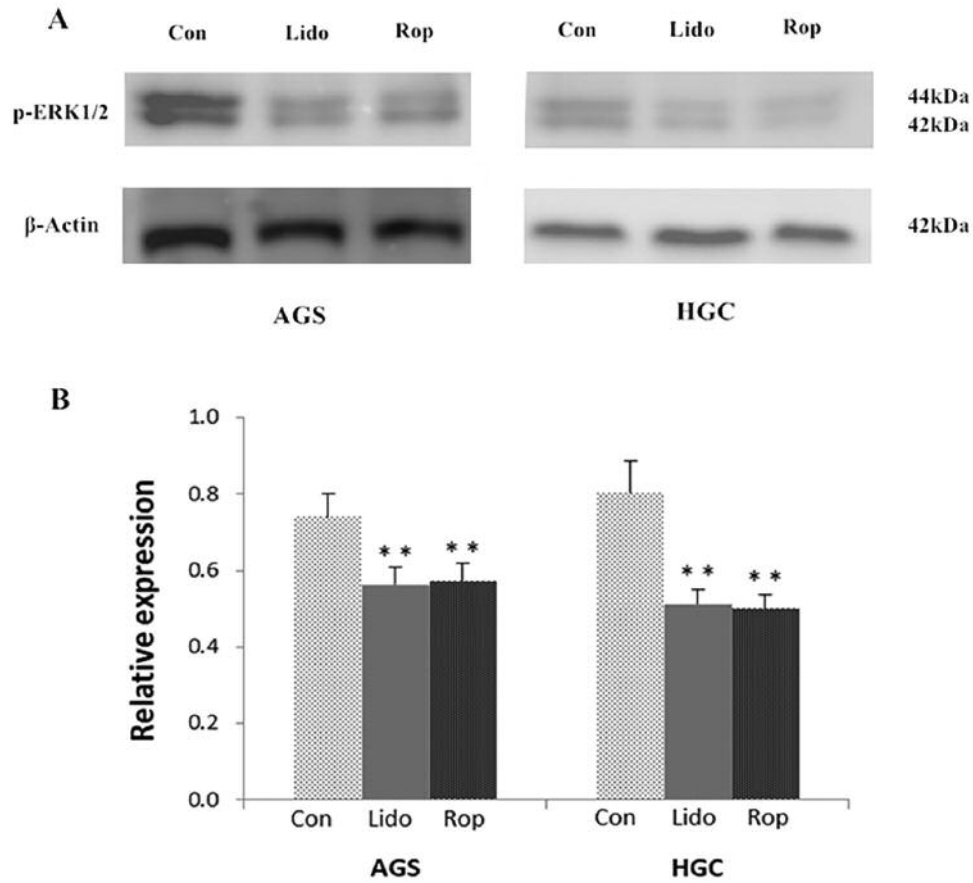 A
Con Lido Rop Con Lido Rop
p-ERK1/2 44kDa
42kDa
β-Actin 42kDa
AGS HGC
B
Relative expression
1.0
0.8
0.6
0.4
0.2
0.0
** ** ** **
Con Lido Rop Con Lido Rop
AGS HGC